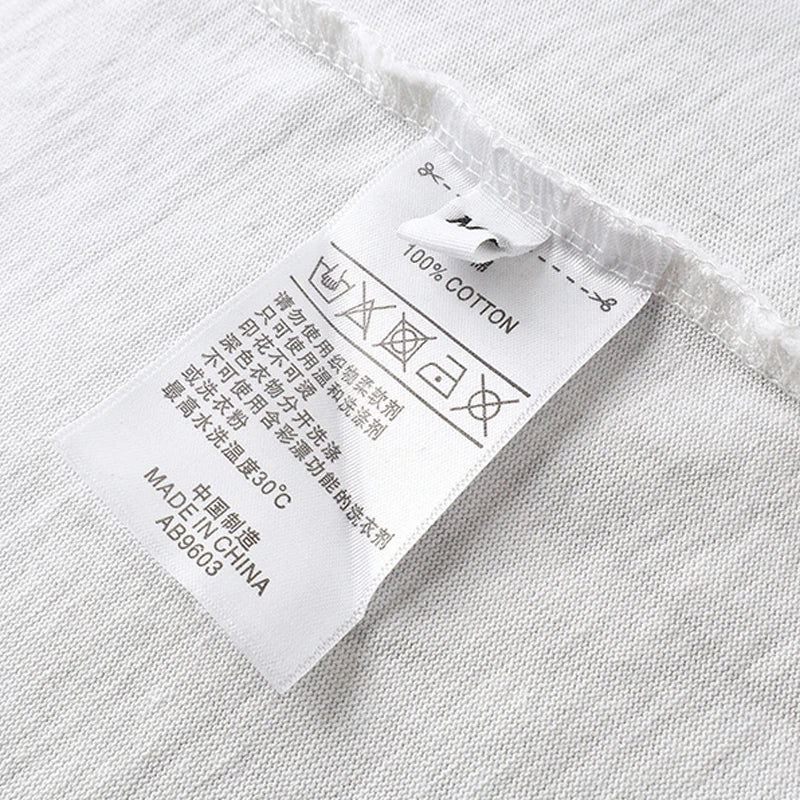 棉
100% COTTON
请勿使用织物柔软剂
只可使用温和洗涤剂
印花不可烫
深色衣物分开洗涤
不可使用含彩漂功能的洗衣剂
或洗衣粉
最高水洗温度30℃
中国制造
MADE IN CHINA
AB9603